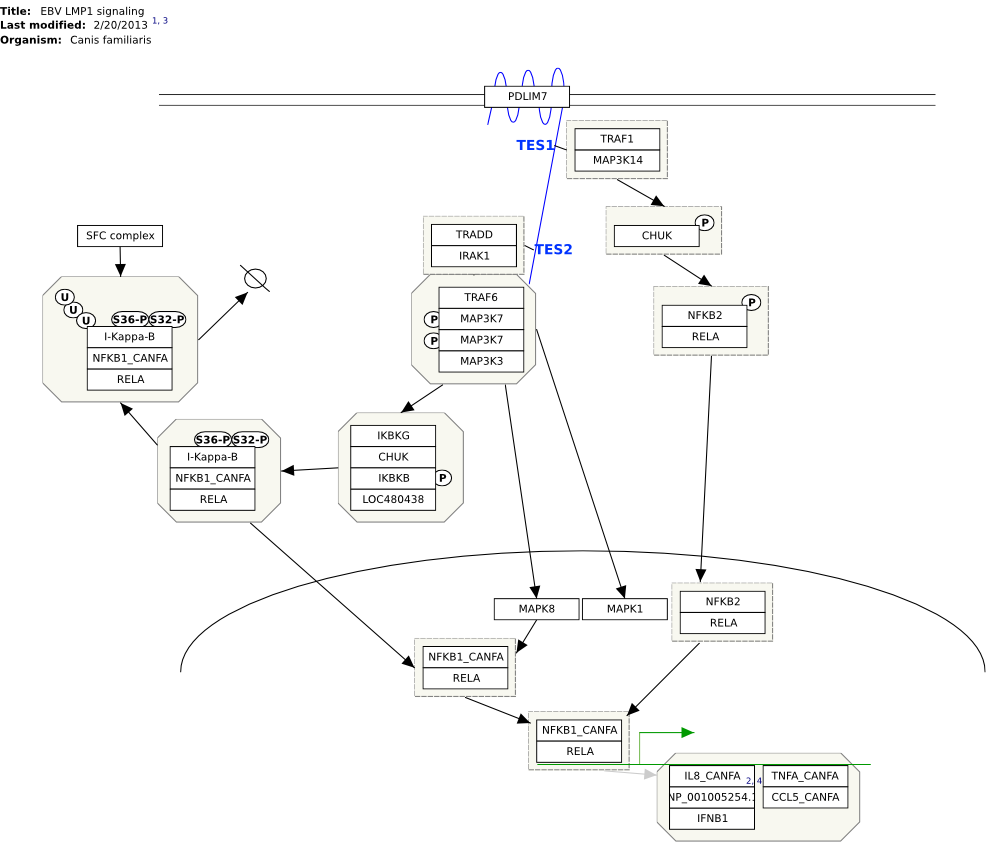 Title: EBV LMP1 signaling
Last modified: 2/20/2013 1, 3
Organism: Canis familiaris
PDLIM7
TES1
TRAF1
MAP3K14
P
CHUK
TRADD
IRAK1
TES2
SFC complex
U
U
U
S36-P S32-P
I-Kappa-B
NFKB1_CANFA
RELA
TRAF6
P MAP3K7
P MAP3K7
MAP3K3
P
NFKB2
RELA
S36-P S32-P
I-Kappa-B
NFKB1_CANFA
RELA
IKBKG
CHUK
IKBKB P
LOC480438
MAPK8
MAPK1
NFKB2
RELA
NFKB1_CANFA
RELA
NFKB1_CANFA
RELA
IL8_CANFA 2, 4 TNFA_CANFA
NP_001005254.1 CCL5_CANFA
IFNB1